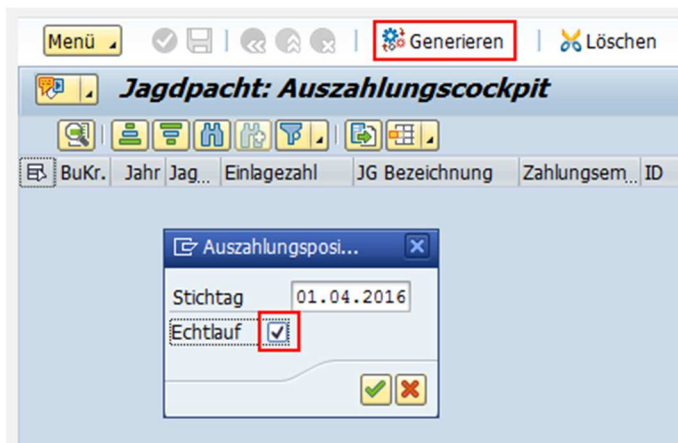 Menü Generieren Löschen
Jagdpacht: Auszahlungscockpit
BuKr. Jahr Jag... Einlagezahl JG Bezeichnung Zahlungsem... ID
Auszahlungsposi...
Stichtag 01.04.2016
Echtlauf